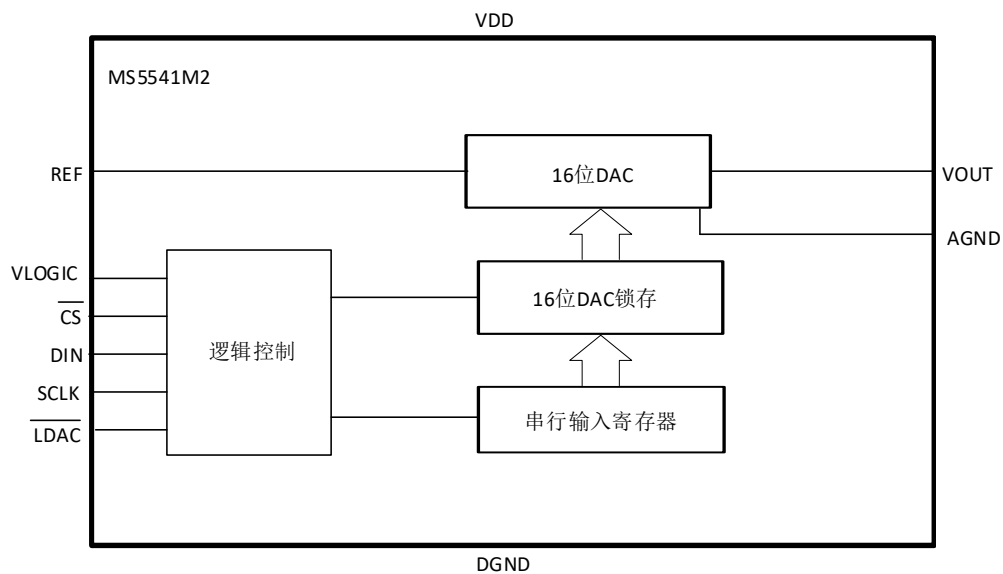 VDD
MS5541M2
REF
16位DAC
VOUT
AGND
VLOGIC
16位DAC锁存
CS
DIN
逻辑控制
SCLK
串行输入寄存器
LDAC
DGND